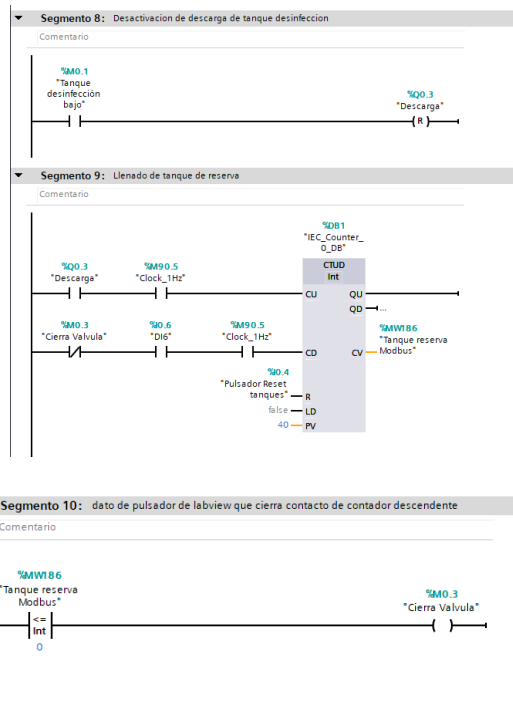 Segmento 8: Desactivacion de descarga de tanque desinfeccion
Comentario
%M0.1
"Tanque
desinfección
bajo"
%Q0.3
"Descarga"
R
Segmento 9: Llenado de tanque de reserva
Comentario
%DB1
"IEC_Counter_
0_DB"
CTUD
Int
%Q0.3
"Descarga"
%M90.5
"Clock_1Hz"
CU
QU
QD
...
%M0.3
"Cierra Valvula"
%I0.6
"DI6"
%M90.5
"Clock_1Hz"
CD
CV
%MW186
"Tanque reserva
Modbus"
%I0.4
"Pulsador Reset
tanques"
R
false
LD
40
PV
Segmento 10: dato de pulsador de labview que cierra contacto de contador descendente
Comentario
%MW186
"Tanque reserva
Modbus"
<=
Int
0
%M0.3
"Cierra Valvula"